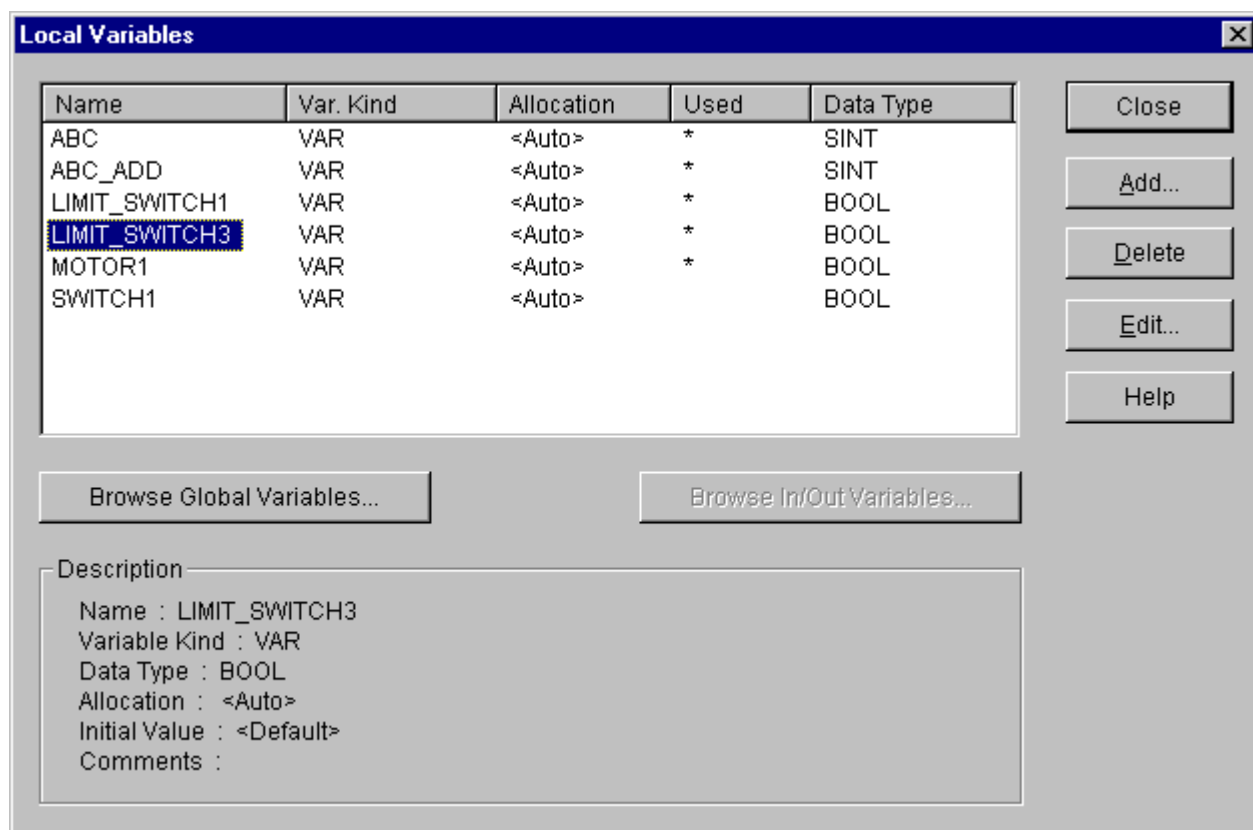 Local Variables
Name Var. Kind Allocation Used Data Type
ABC VAR <Auto> * SINT
ABC_ADD VAR <Auto> * SINT
LIMIT_SWITCH1 VAR <Auto> * BOOL
LIMIT_SWITCH3 VAR <Auto> * BOOL
MOTOR1 VAR <Auto> * BOOL
SWITCH1 VAR <Auto> BOOL
Close
Add...
Delete
Edit...
Help
Browse Global Variables...
Browse In/Out Variables...
Description
Name : LIMIT_SWITCH3
Variable Kind : VAR
Data Type : BOOL
Allocation : <Auto>
Initial Value : <Default>
Comments :